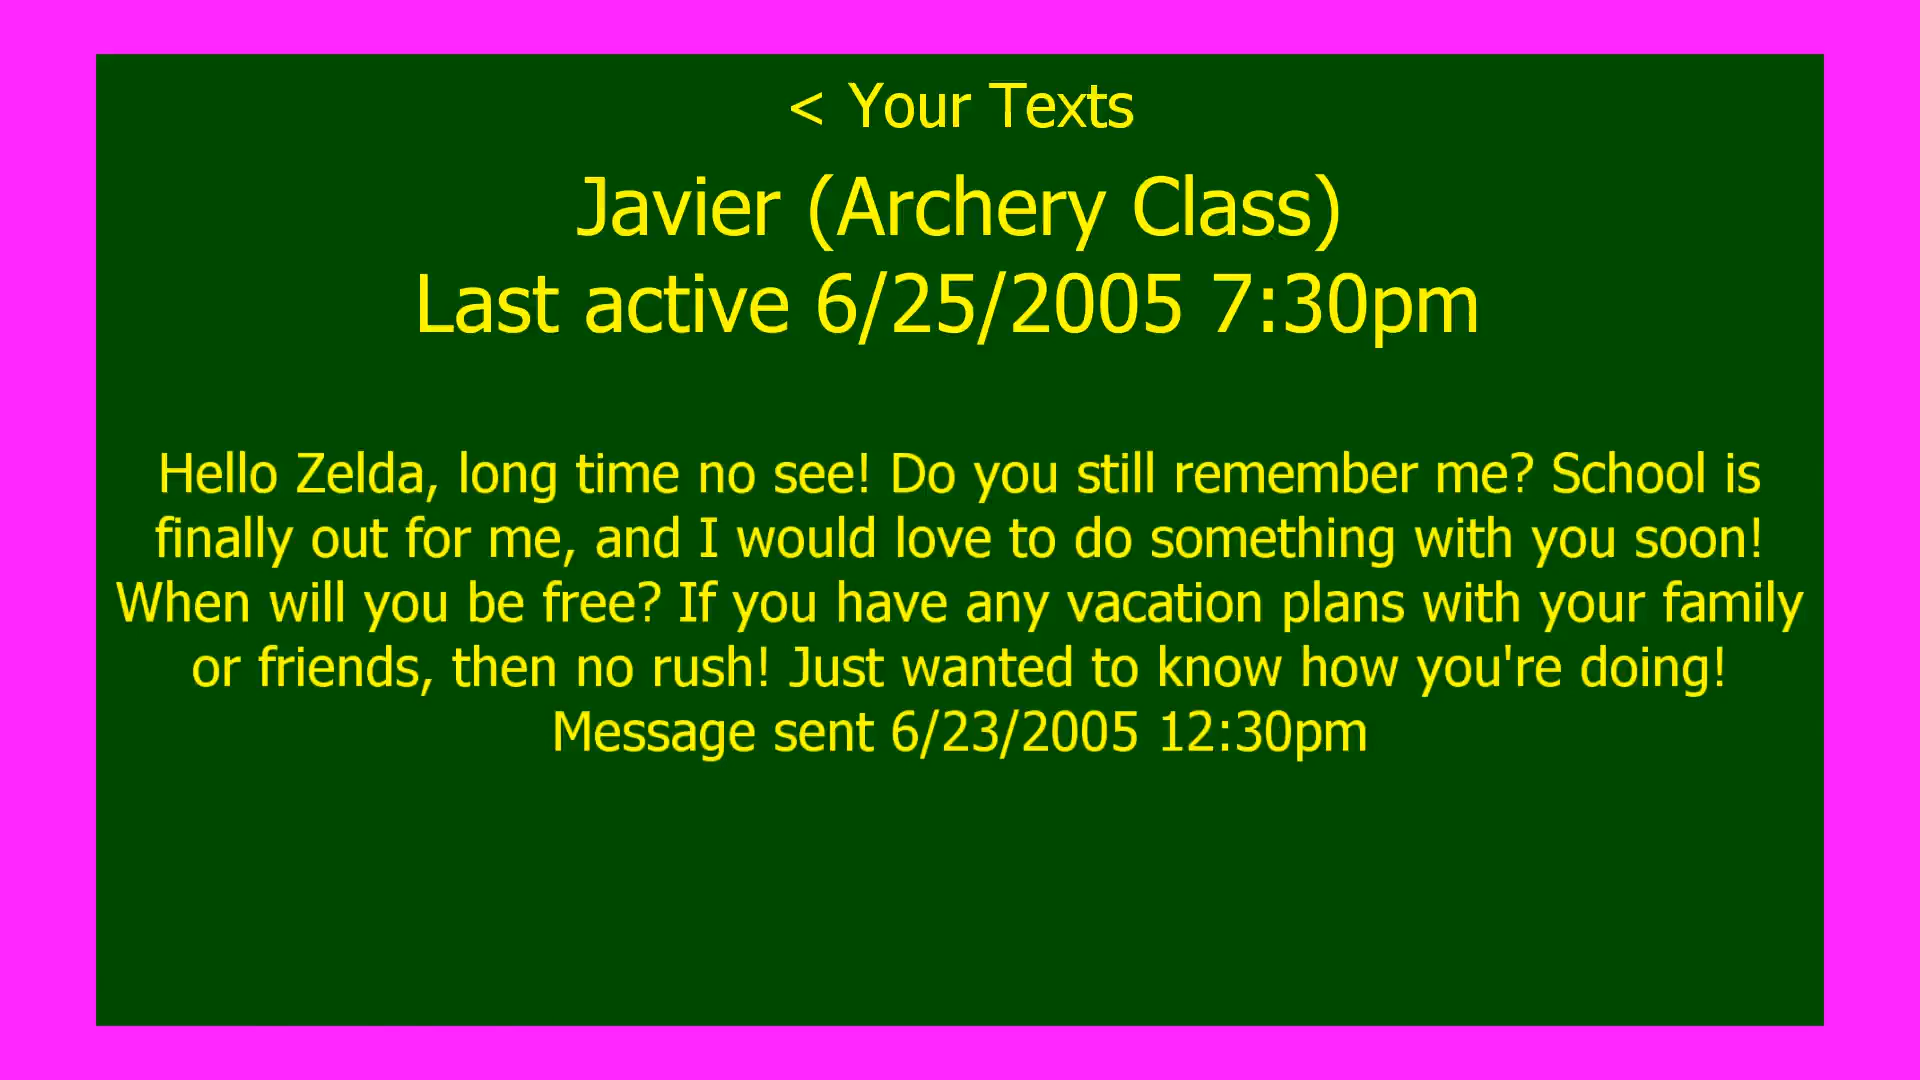 < Your Texts
Javier (Archery Class)
Last active 6/25/2005 7:30pm
Hello Zelda, long time no see! Do you still remember me? School is
finally out for me, and I would love to do something with you soon!
When will you be free? If you have any vacation plans with your family
or friends, then no rush! Just wanted to know how you're doing!
Message sent 6/23/2005 12:30pm